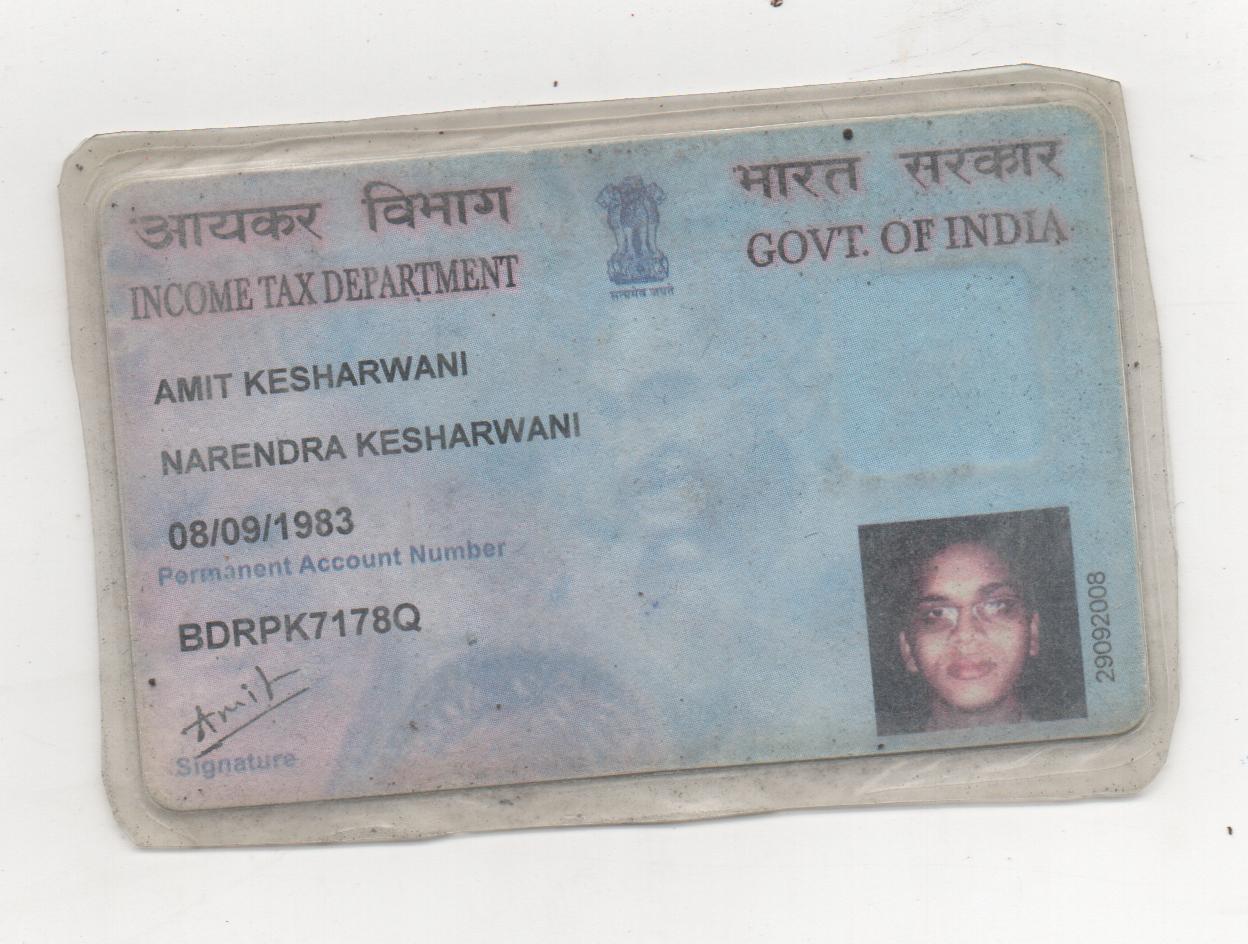 आयकर विभाग
भारत सरकार
INCOME TAX DEPARTMENT
GOVT. OF INDIA
सत्यमेव जयते
AMIT KESHARWANI
NARENDRA KESHARWANI
08/09/1983
Permanent Account Number
BDRPK7178Q
Amit
Signature
29092008